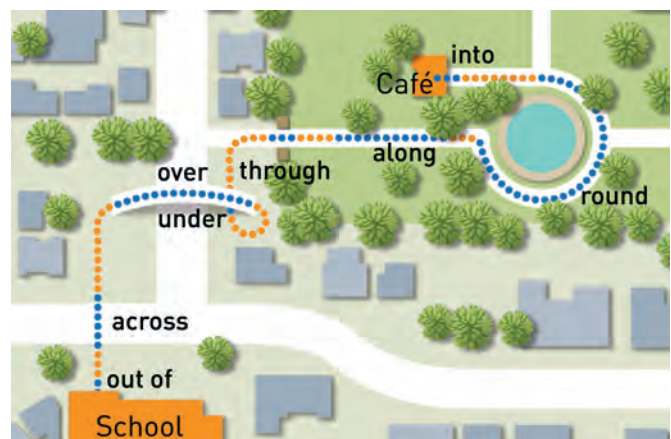 into
Café
over
through
along
under
round
across
out of
School